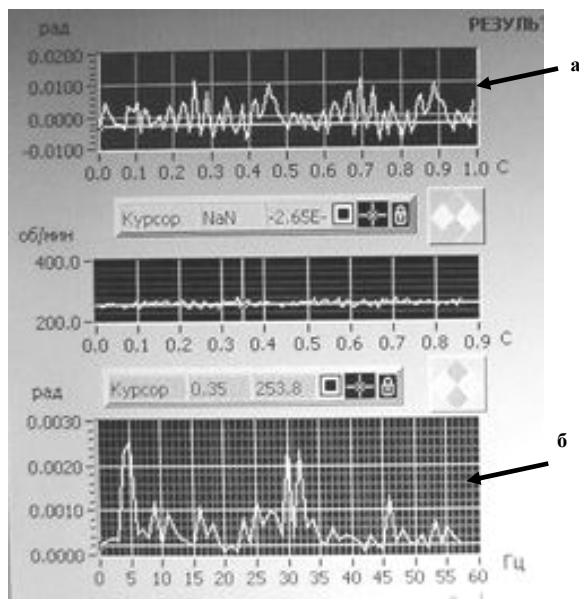 РЕЗУЛЬ
рад
0.0200
0.0100
0.0000
-0.0100
0.0 0.1 0.2 0.3 0.4 0.5 0.6 0.7 0.8 0.9 1.0 С
а
Курсор NaN -2.65E-
об/мин
400.0
200.0
0.0 0.1 0.2 0.3 0.4 0.5 0.6 0.7 0.8 0.9 С
Курсор 0.35 253.8
рад
0.0030
0.0020
0.0010
0.0000
0 5 10 15 20 25 30 35 40 45 50 55 60 Гц
б